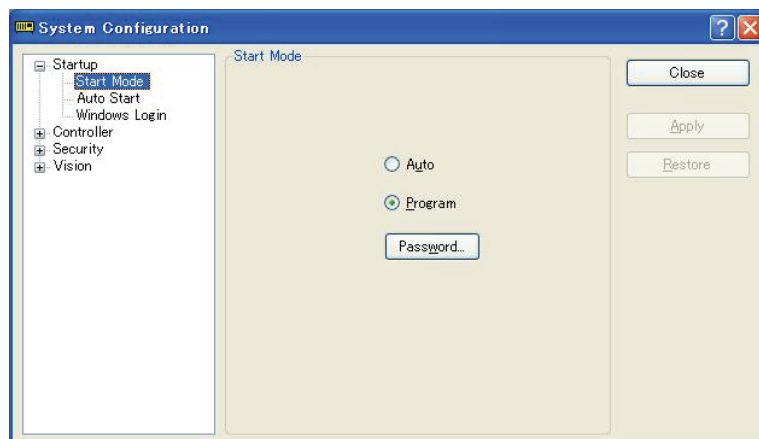 System Configuration
Startup
Start Mode
Auto Start
Windows Login
Controller
Security
Vision
Start Mode
Auto
Program
Password...
Close
Apply
Restore